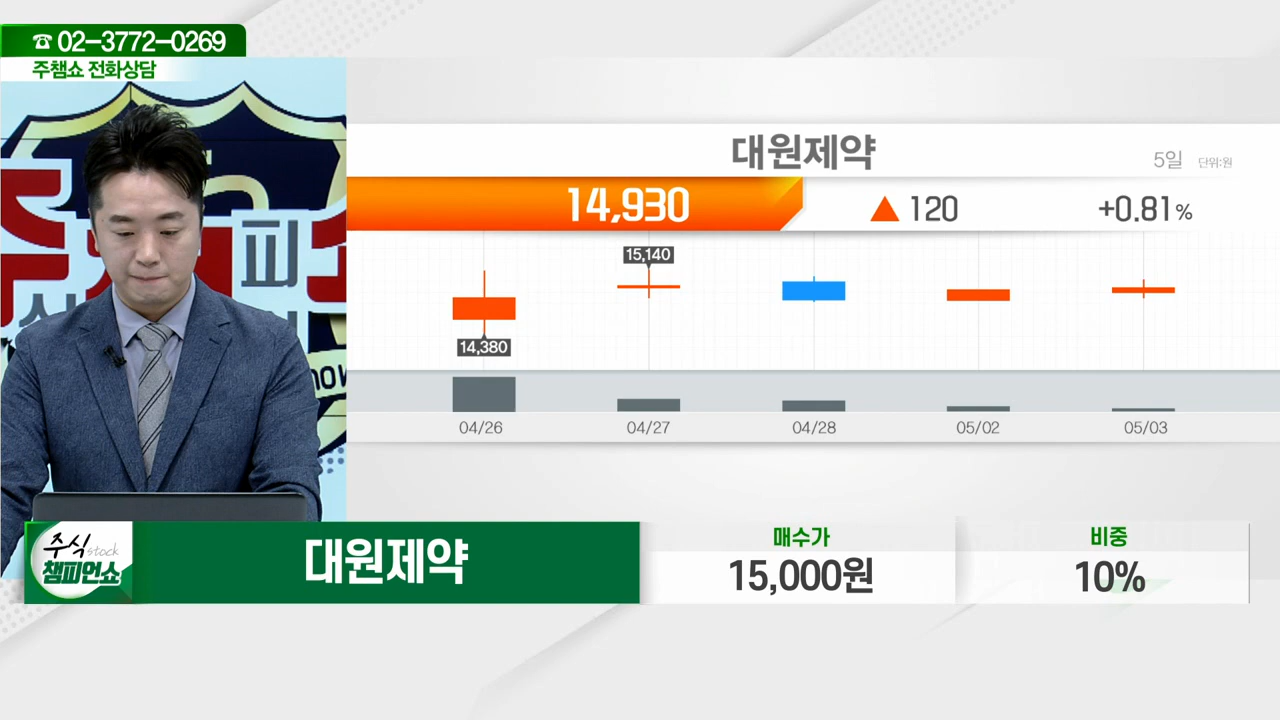 ☎ 02-3772-0269
주챔쇼 전화상담
대원제약
5일 단위:원
14,930 ▲ 120 +0.81%
15,140
14,380
04/26 04/27 04/28 05/02 05/03
주식 stock
챔피언쇼
대원제약
매수가
15,000원
비중
10%